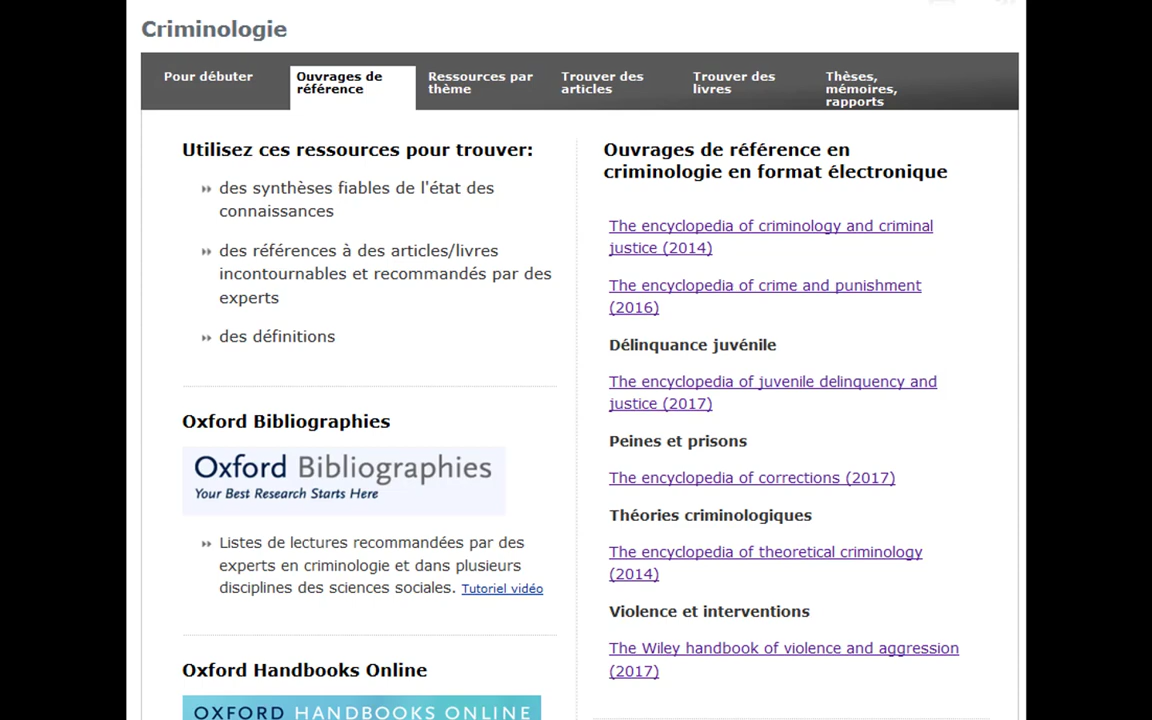 Criminologie
Pour débuter
Ouvrages de
référence
Ressources par
thème
Trouver des
articles
Trouver des
livres
Thèses,
mémoires,
rapports
Utilisez ces ressources pour trouver:
des synthèses fiables de l'état des
connaissances
des références à des articles/livres
incontournables et recommandés par des
experts
des définitions
Oxford Bibliographies
Oxford Bibliographies
Your Best Research Starts Here
Listes de lectures recommandées par des
experts en criminologie et dans plusieurs
disciplines des sciences sociales. Tutoriel vidéo
Oxford Handbooks Online
OXFORD HANDBOOKS ONLINE
Ouvrages de référence en
criminologie en format électronique
The encyclopedia of criminology and criminal
justice (2014)
The encyclopedia of crime and punishment
(2016)
Délinquance juvénile
The encyclopedia of juvenile delinquency and
justice (2017)
Peines et prisons
The encyclopedia of corrections (2017)
Théories criminologiques
The encyclopedia of theoretical criminology
(2014)
Violence et interventions
The Wiley handbook of violence and aggression
(2017)